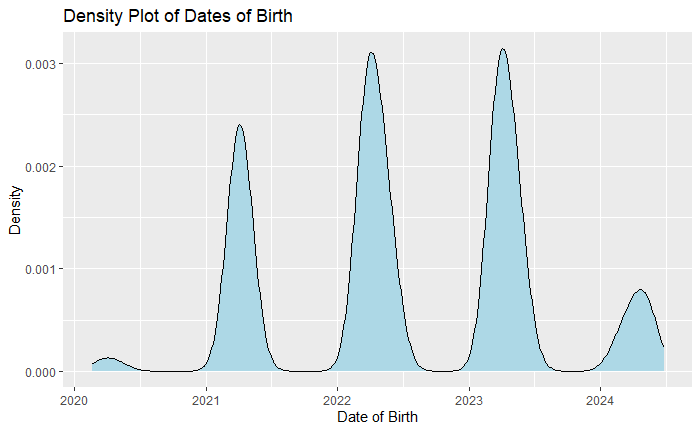 Density Plot of Dates of Birth
0.003
0.002
0.001
0.000
Density
2020 2021 2022 2023 2024
Date of Birth